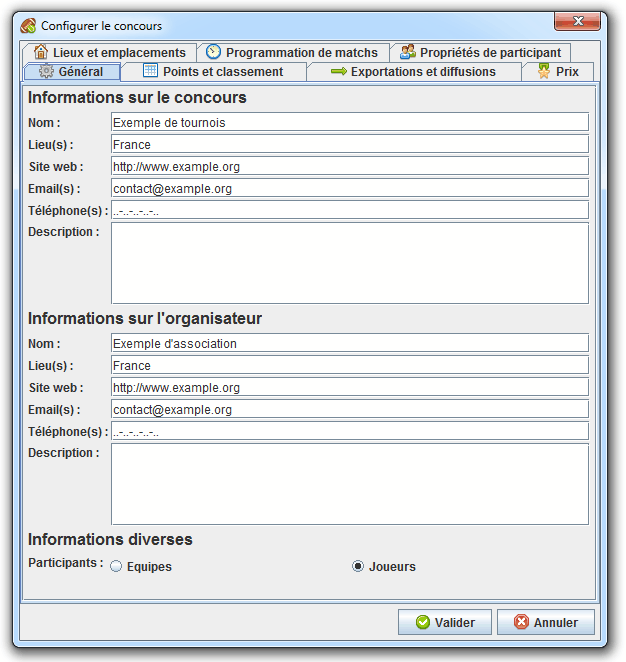 Configurer le concours
Lieux et emplacements Programmation de matchs Propriétés de participant
Général Points et classement Exportations et diffusions Prix
Informations sur le concours
Nom : Exemple de tournois
Lieu(s) : France
Site web : http://www.example.org
Email(s) : contact@example.org
Téléphone(s) : ..-..-..-..-..
Description :
Informations sur l'organisateur
Nom : Exemple d'association
Lieu(s) : France
Site web : http://www.example.org
Email(s) : contact@example.org
Téléphone(s) : ..-..-..-..-..
Description :
Informations diverses
Participants : Equipes Joueurs
Valider Annuler